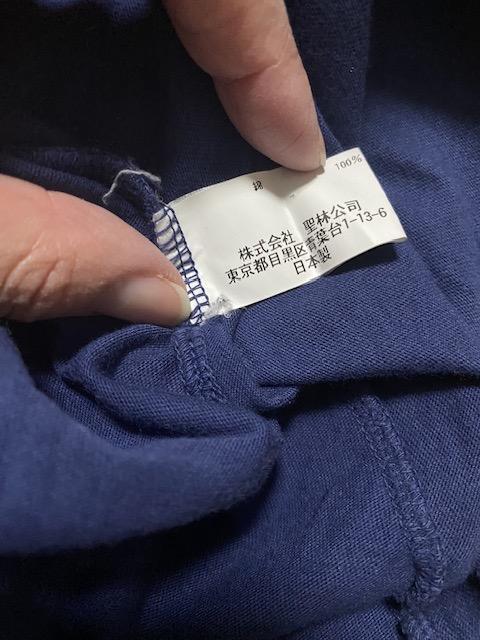 綿 100%
株式会社 聖林公司
東京都目黒区青葉台1-13-6
日本製